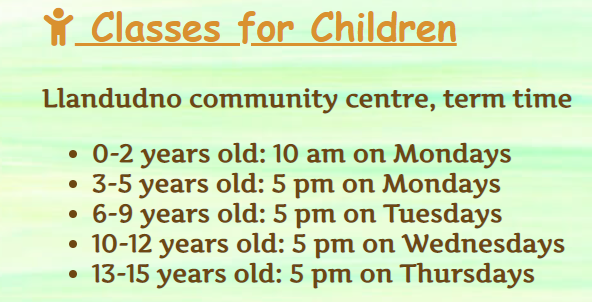 Classes for Children
Llandudno community centre, term time
• 0-2 years old: 10 am on Mondays
• 3-5 years old: 5 pm on Mondays
• 6-9 years old: 5 pm on Tuesdays
• 10-12 years old: 5 pm on Wednesdays
• 13-15 years old: 5 pm on Thursdays